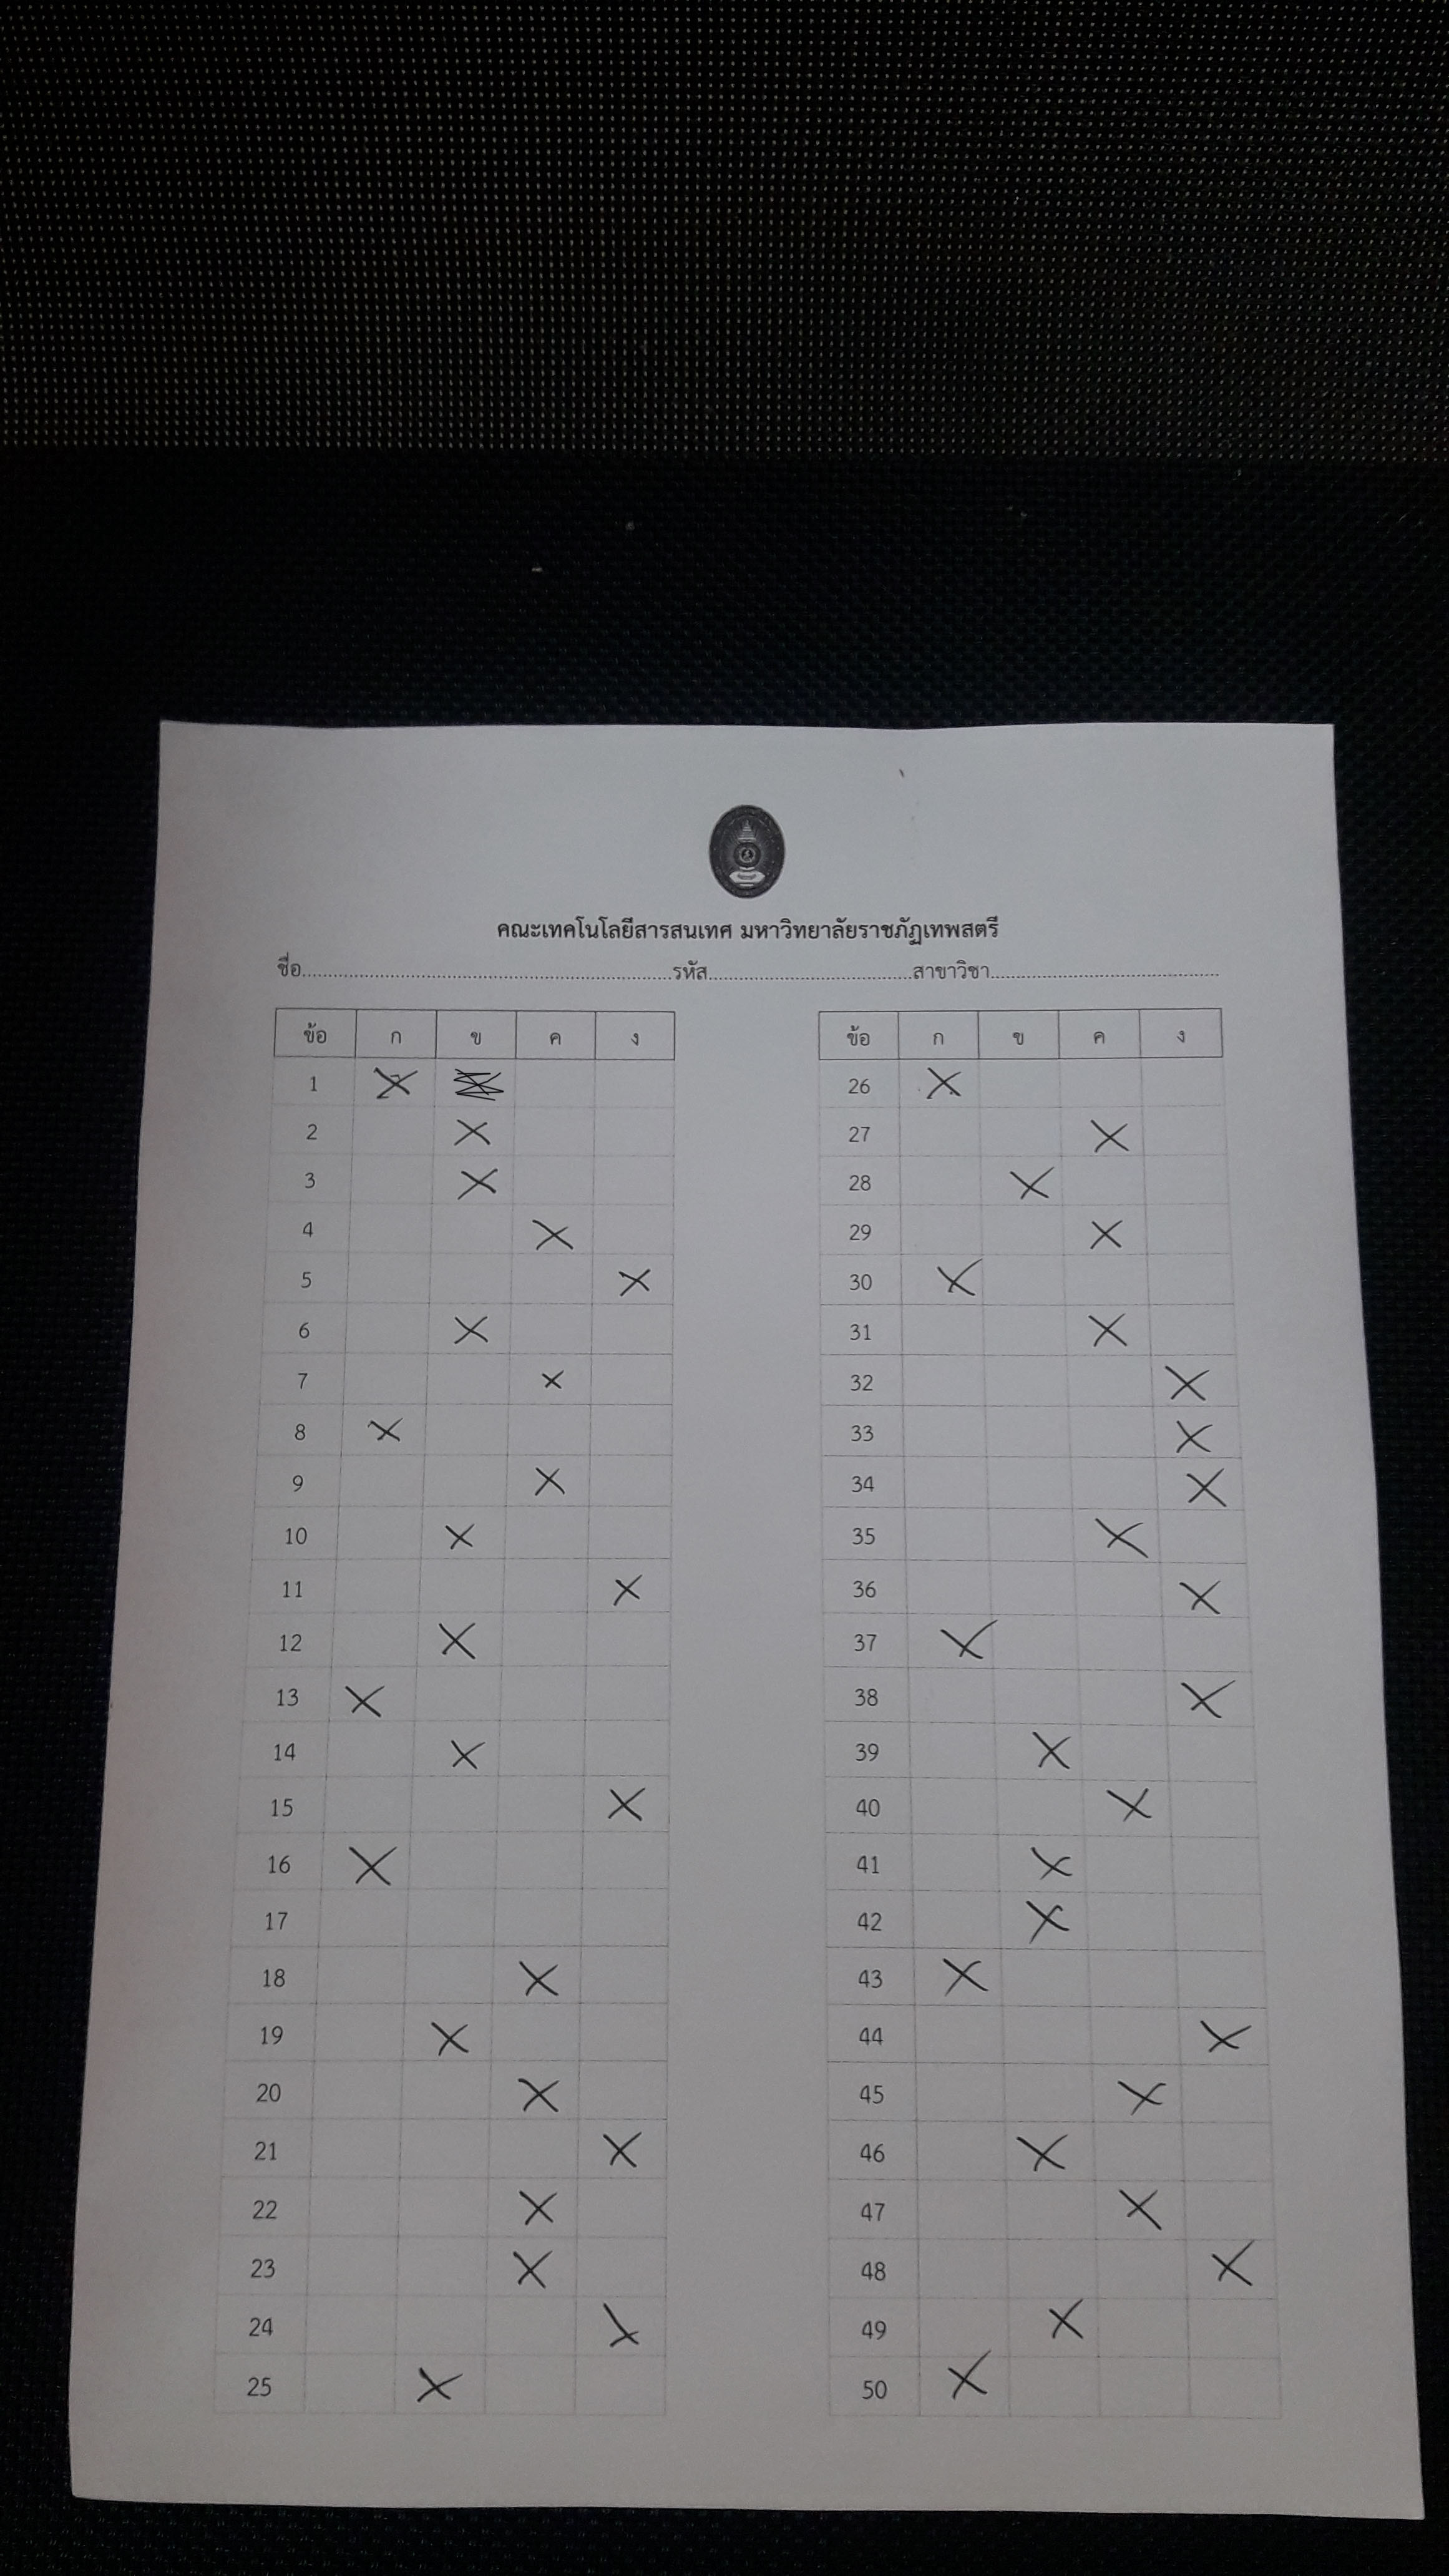 คณะเทคโนโลยีสารสนเทศ มหาวิทยาลัยราชภัฏเทพสตรี
ชื่อ........................................รหัส........................................สาขาวิชา........................................
ข้อ ก ข ค ง
1 X
2 X
3 X
4 X
5 X
6 X
7 X
8 X
9 X
10 X
11 X
12 X
13 X
14 X
15 X
16 X
17
18 X
19 X
20 X
21 X
22 X
23 X
24 X
25 X
ข้อ ก ข ค ง
26 X
27 X
28 X
29 X
30 X
31 X
32 X
33 X
34 X
35 X
36 X
37 X
38 X
39 X
40 X
41 X
42 X
43 X
44 X
45 X
46 X
47 X
48 X
49 X
50 X